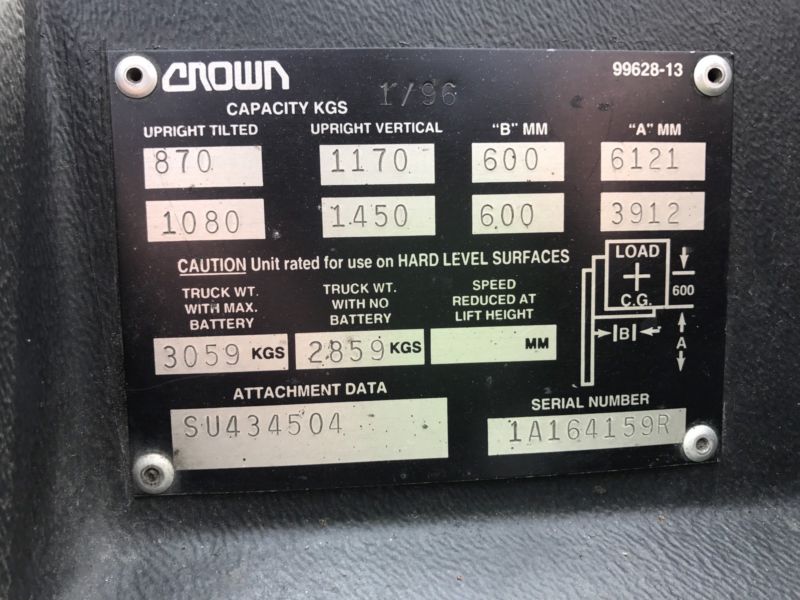 CROWN
99628-13
1/96
CAPACITY KGS
UPRIGHT TILTED UPRIGHT VERTICAL "B" MM "A" MM
870 1170 600 6121
1080 1450 600 3912
CAUTION Unit rated for use on HARD LEVEL SURFACES
TRUCK WT.
WITH MAX.
BATTERY
3059 KGS
TRUCK WT.
WITH NO
BATTERY
2859 KGS
SPEED
REDUCED AT
LIFT HEIGHT
MM
LOAD
C.G.
600
B
A
ATTACHMENT DATA
SU434504
SERIAL NUMBER
1A164159R